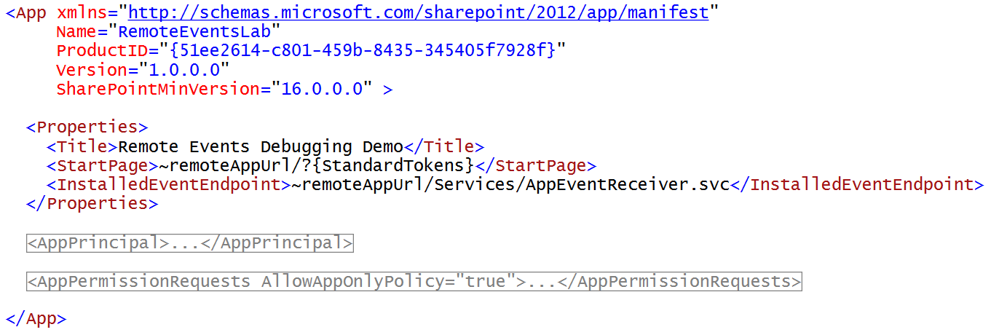 <App xmlns="http://schemas.microsoft.com/sharepoint/2012/app/manifest"
Name="RemoteEventsLab"
ProductID="{51ee2614-c801-459b-8435-345405f7928f}"
Version="1.0.0.0"
SharePointMinVersion="16.0.0.0" >
<Properties>
<Title>Remote Events Debugging Demo</Title>
<StartPage>~remoteAppUrl/?{StandardTokens}</StartPage>
<InstalledEventEndpoint>~remoteAppUrl/Services/AppEventReceiver.svc</InstalledEventEndpoint>
</Properties>
<AppPrincipal>...</AppPrincipal>
<AppPermissionRequests AllowAppOnlyPolicy="true">...</AppPermissionRequests>
</App>